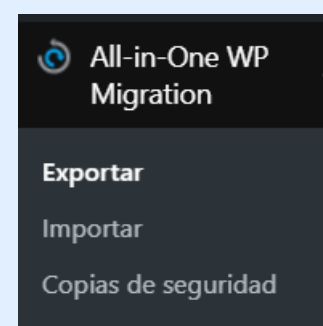 All-in-One WP
Migration
Exportar
Importar
Copias de seguridad